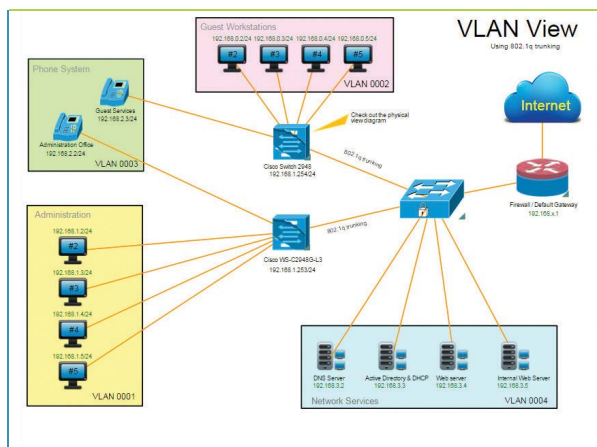 VLAN View
Using 802.1q trunking
Guest Workstations
192.168.0.2/24 192.168.0.3/24 192.168.0.4/24 192.168.0.5/24
#2 #3 #4 #5
VLAN 0002
Phone System
Guest Services
192.168.2.3/24
Administration Office
192.168.2.2/24
VLAN 0003
Check out the physical
view diagram
Cisco Switch 2948
192.168.1.254/24
802.1q trunking
Internet
Firewall / Default Gateway
192.168.x.1
Administration
192.168.1.2/24
#2
192.168.1.3/24
#3
192.168.1.4/24
#4
192.168.1.5/24
#5
VLAN 0001
802.1q trunking
Cisco WS-C2948G-L3
192.168.1.253/24
DNS Server
192.168.3.2
Active Directory & DHCP
192.168.3.3
Web server
192.168.3.4
Internal Web Server
192.168.3.5
Network Services
VLAN 0004